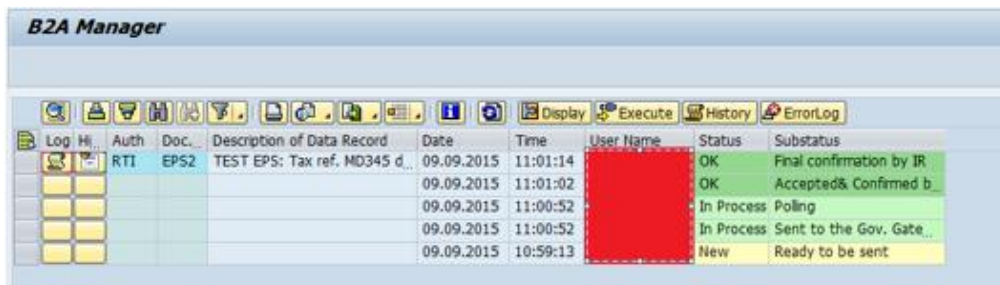 B2A Manager
Display Execute History ErrorLog
Log Hi... Auth Doc... Description of Data Record Date Time User Name Status Substatus
RTI EPS2 TEST EPS: Tax ref. MD345 d... 09.09.2015 11:01:14 OK Final confirmation by IR
09.09.2015 11:01:02 OK Accepted& Confirmed b...
09.09.2015 11:00:52 In Process Polling
09.09.2015 11:00:52 In Process Sent to the Gov. Gate...
09.09.2015 10:59:13 New Ready to be sent